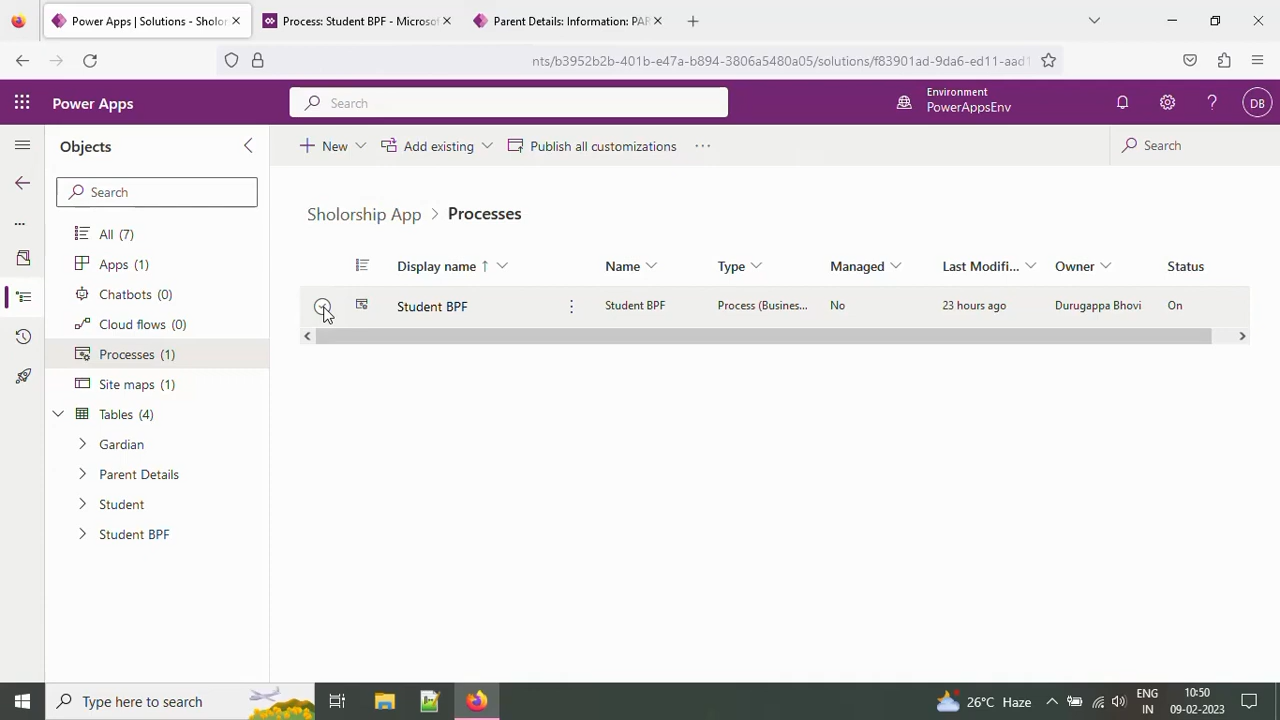 Power Apps | Solutions - Sholor
Process: Student BPF - Microsof
Parent Details: Information: PAR
nts/b3952b2b-401b-e47a-b894-3806a5480a05/solutions/f83901ad-9da6-ed11-aad1
Power Apps
Search
Environment
PowerAppsEnv
DB
Objects
New
Add existing
Publish all customizations
Search
Search
Sholorship App > Processes
All (7)
Apps (1)
Chatbots (0)
Cloud flows (0)
Processes (1)
Site maps (1)
Tables (4)
Gardian
Parent Details
Student
Student BPF
Display name Name Type Managed Last Modifi... Owner Status
Student BPF Student BPF Process (Busines... No 23 hours ago Durugappa Bhovi On
Type here to search
26°C Haze
ENG
IN
10:50
09-02-2023